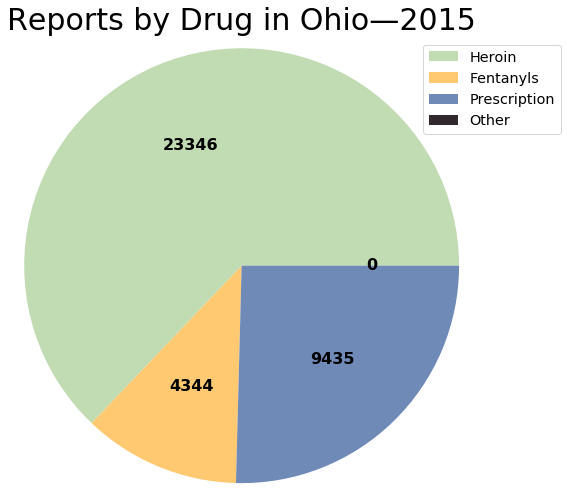 Reports by Drug in Ohio—2015
Heroin
Fentanyls
Prescription
Other
23346
0
9435
4344